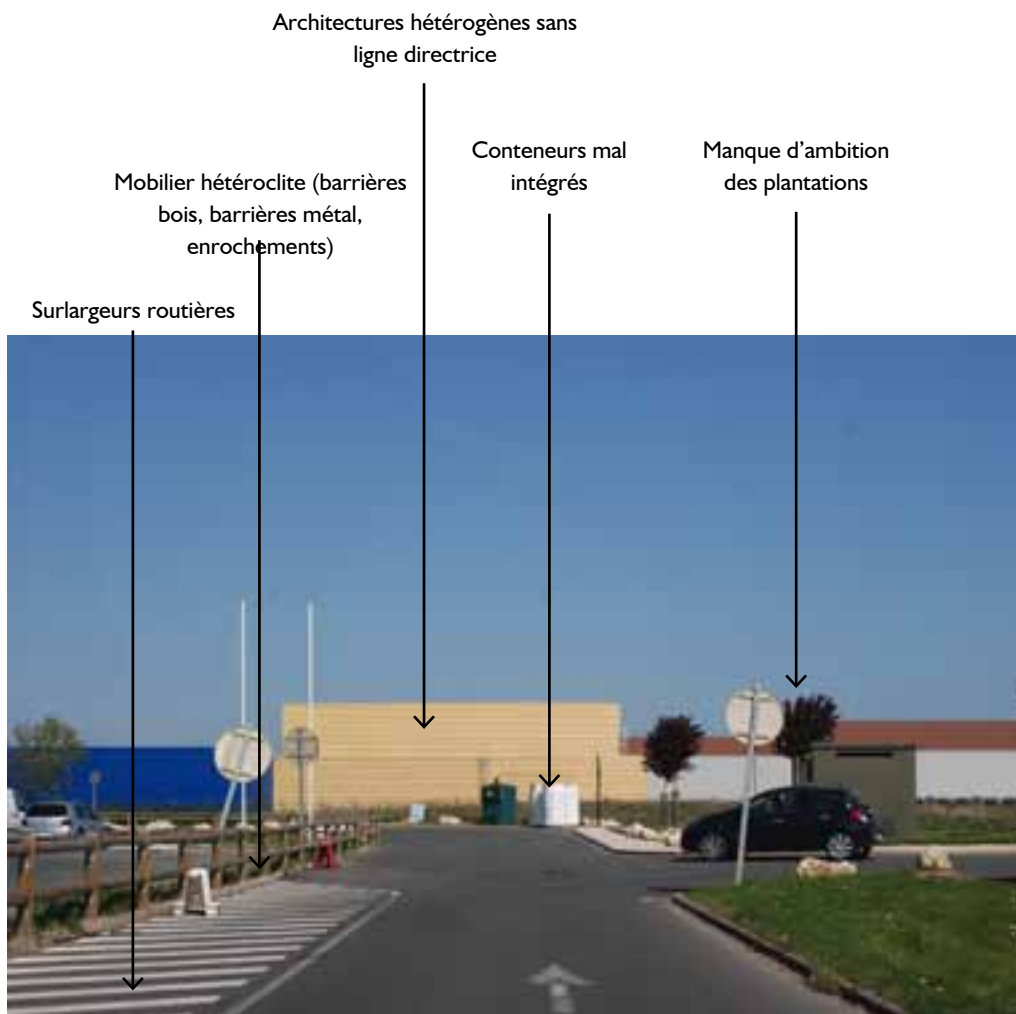 Architectures hétérogènes sans
ligne directrice
Conteneurs mal
intégrés
Manque d’ambition
des plantations
Mobilier hétéroclite (barrières
bois, barrières métal,
enrochements)
Surlargeurs routières